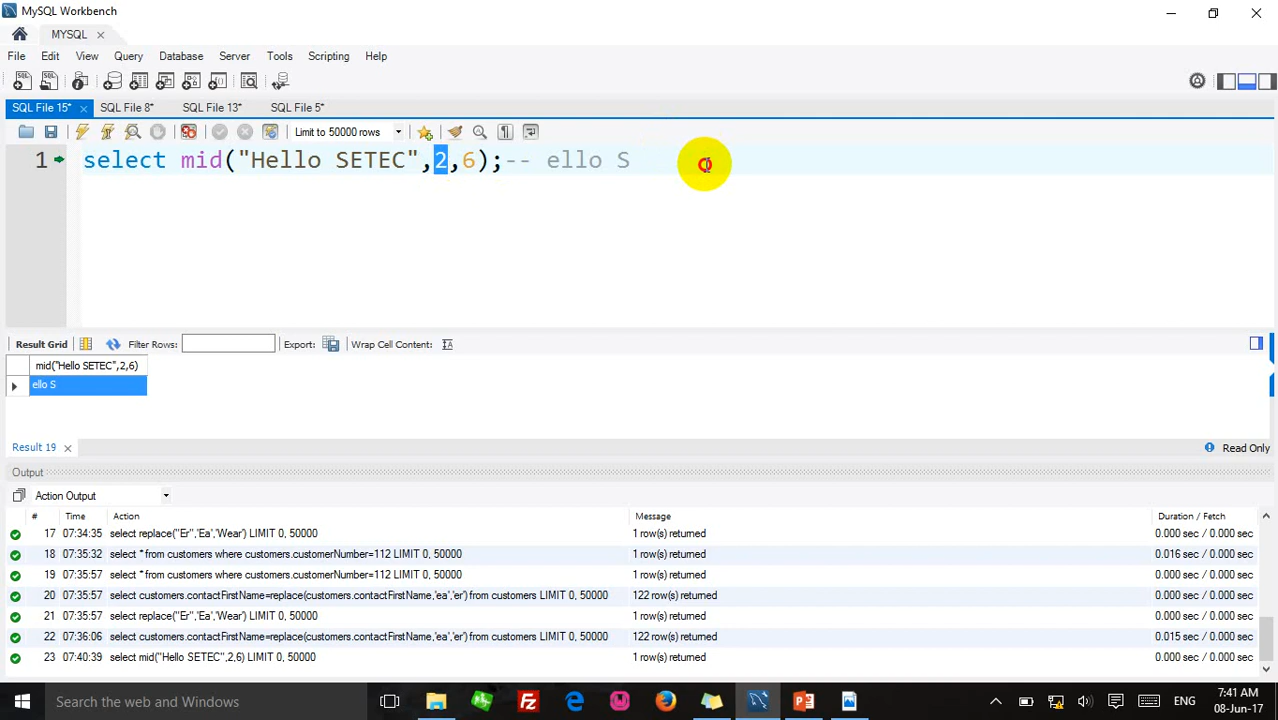 MySQL Workbench
MYSQL
File Edit View Query Database Server Tools Scripting Help
SQL File 15* SQL File 8* SQL File 13* SQL File 5*
Limit to 50000 rows
1 select mid("Hello SETEC",2,6);-- ello S
Result Grid Filter Rows: Export: Wrap Cell Content:
mid("Hello SETEC",2,6)
ello S
Result 19 Read Only
Output
Action Output
# Time Action Message Duration / Fetch
17 07:34:35 select replace("Er",'Ea','Wear') LIMIT 0, 50000 1 row(s) returned 0.000 sec / 0.000 sec
18 07:35:32 select * from customers where customers.customerNumber=112 LIMIT 0, 50000 1 row(s) returned 0.016 sec / 0.000 sec
19 07:35:57 select * from customers where customers.customerNumber=112 LIMIT 0, 50000 1 row(s) returned 0.000 sec / 0.000 sec
20 07:35:57 select customers.contactFirstName=replace(customers.contactFirstName,'ea','er') from customers LIMIT 0, 50000 122 row(s) returned 0.000 sec / 0.000 sec
21 07:35:57 select replace("Er",'Ea','Wear') LIMIT 0, 50000 1 row(s) returned 0.000 sec / 0.000 sec
22 07:36:06 select customers.contactFirstName=replace(customers.contactFirstName,'ea','er') from customers LIMIT 0, 50000 122 row(s) returned 0.015 sec / 0.000 sec
23 07:40:39 select mid("Hello SETEC",2,6) LIMIT 0, 50000 1 row(s) returned 0.000 sec / 0.000 sec
Search the web and Windows ENG 7:41 AM
08-Jun-17